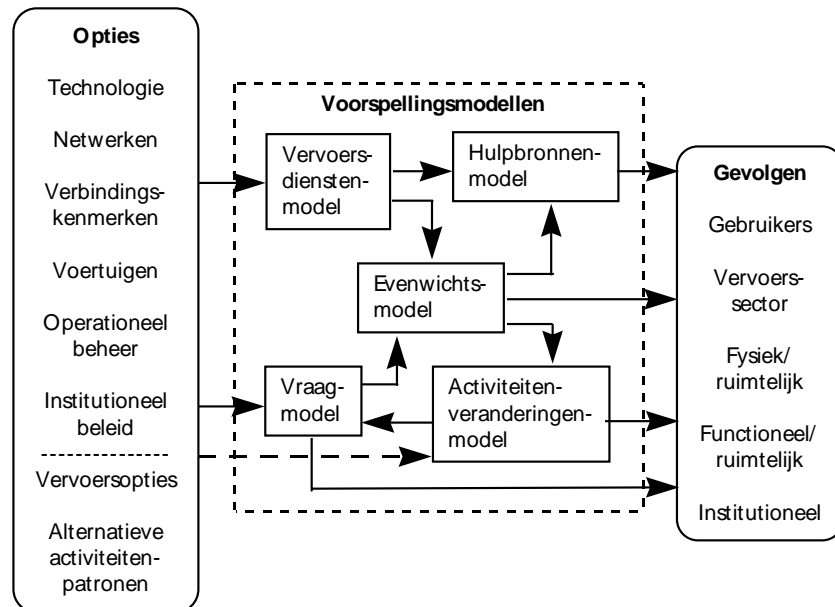 Opties
Technologie
Netwerken
Verbindings-
kenmerken
Voertuigen
Operationeel
beheer
Institutioneel
beleid
Vervoersopties
Alternatieve
activiteiten-
patronen
Voorspellingsmodellen
Vervoers-
diensten-
model
Hulpbronnen-
model
Evenwichts-
model
Vraag-
model
Activiteiten-
veranderingen-
model
Gevolgen
Gebruikers
Vervoers-
sector
Fysiek/
ruimtelijk
Functioneel/
ruimtelijk
Institutioneel